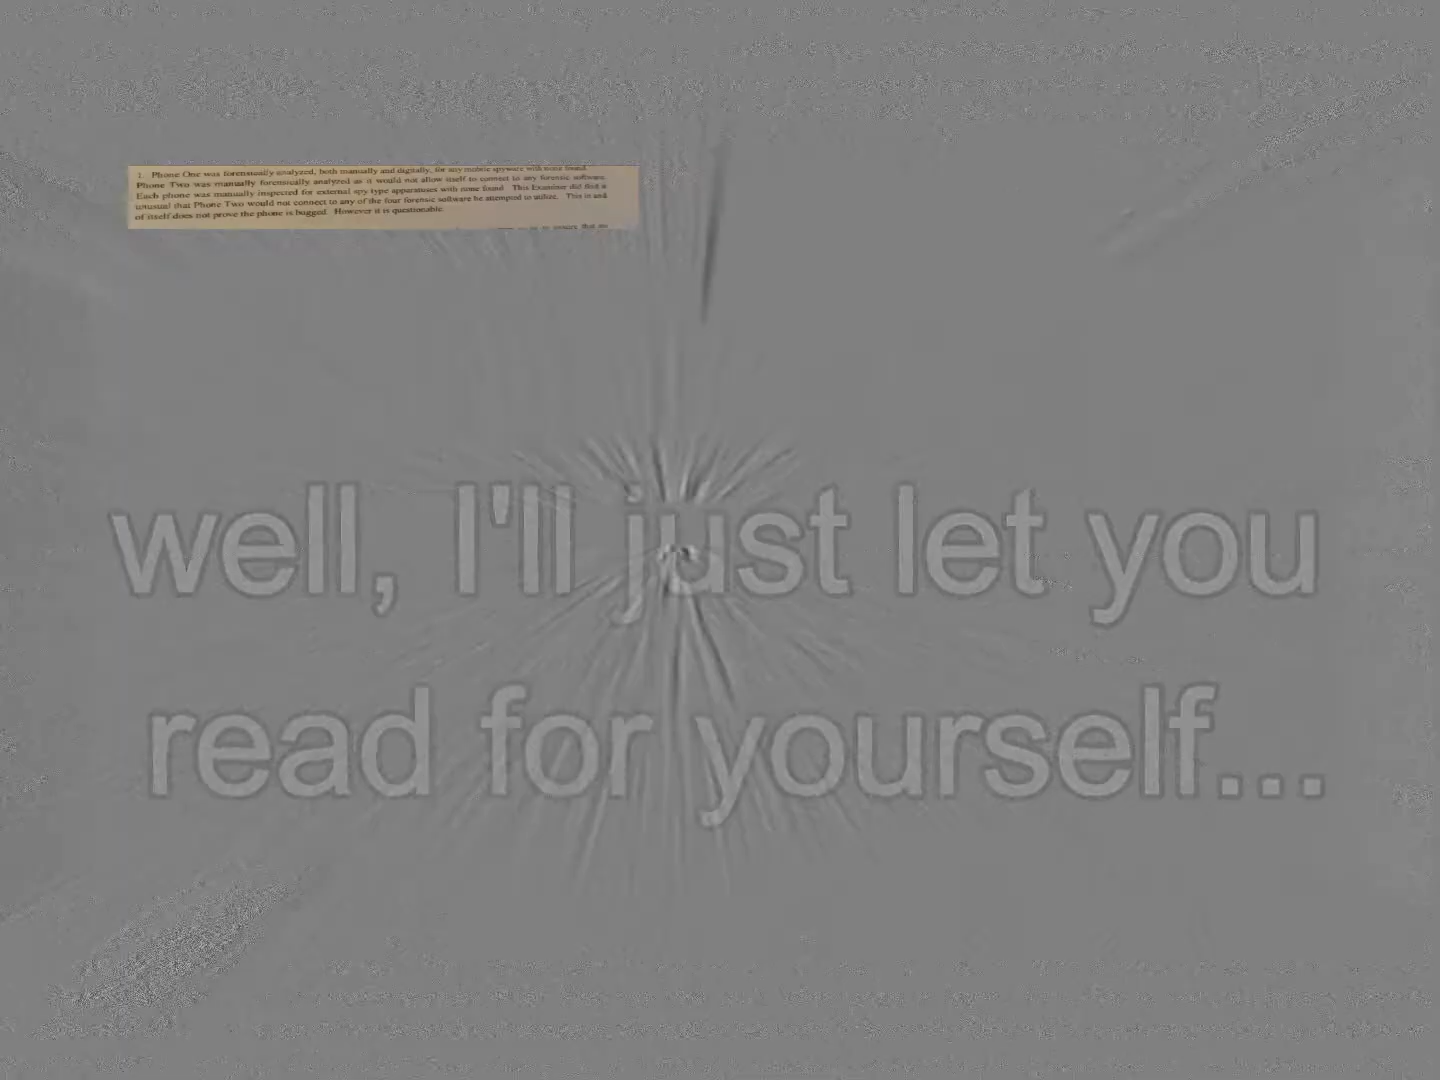 1. Phone One was forensically analyzed, both manually and digitally, for any mobile spyware with none found.
Phone Two was manually forensically analyzed as it would not allow itself to connect to any forensic software.
Each phone was manually inspected for external spy type apparatuses with none found. This Examiner did find it
unusual that Phone Two would not connect to any of the four forensic software he attempted to utilize. This in and
of itself does not prove the phone is bugged. However it is questionable.
that no
well, I'll just let you
read for yourself...